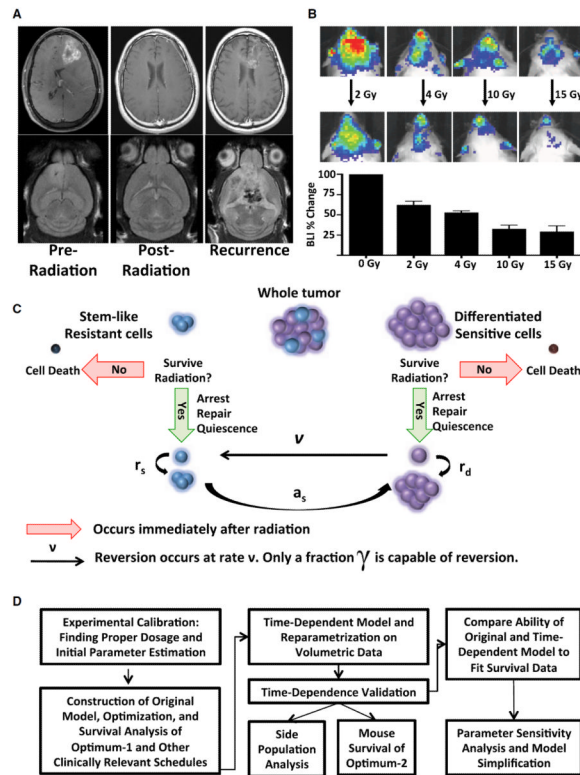 A
Pre-
Radiation
Post-
Radiation
Recurrence
B
2 Gy
4 Gy
10 Gy
15 Gy
BLI % Change
100
75
50
25
0 Gy
2 Gy
4 Gy
10 Gy
15 Gy
C
Whole tumor
Stem-like
Resistant cells
Differentiated
Sensitive cells
Cell Death
No
Survive
Radiation?
Yes
Arrest
Repair
Quiescence
Survive
Radiation?
No
Cell Death
Yes
Arrest
Repair
Quiescence
ν
r_s
r_d
a_s
Occurs immediately after radiation
ν
Reversion occurs at rate ν. Only a fraction γ is capable of reversion.
D
Experimental Calibration:
Finding Proper Dosage and
Initial Parameter Estimation
Construction of Original
Model, Optimization, and
Survival Analysis of
Optimum-1 and Other
Clinically Relevant Schedules
Time-Dependent Model and
Reparametrization on
Volumetric Data
Time-Dependence Validation
Side
Population
Analysis
Mouse
Survival of
Optimum-2
Compare Ability of
Original and Time-
Dependent Model to
Fit Survival Data
Parameter Sensitivity
Analysis and Model
Simplification